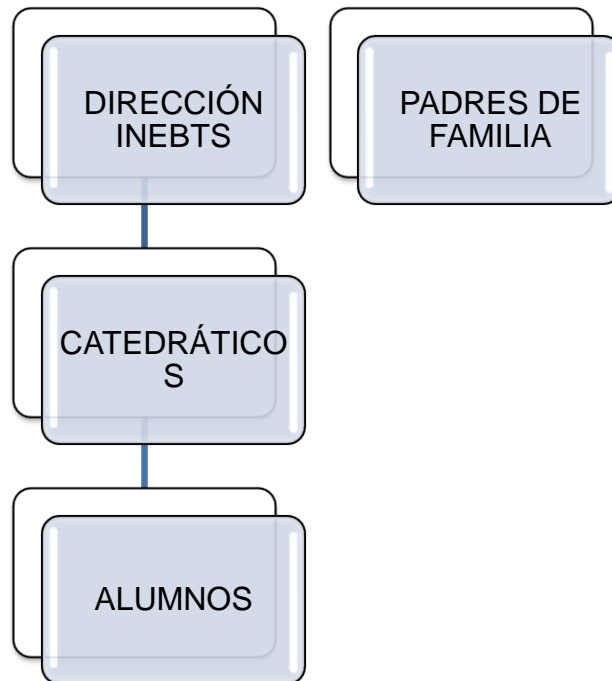 DIRECCIÓN
INEBTS
PADRES DE
FAMILIA
CATEDRÁTICO
S
ALUMNOS